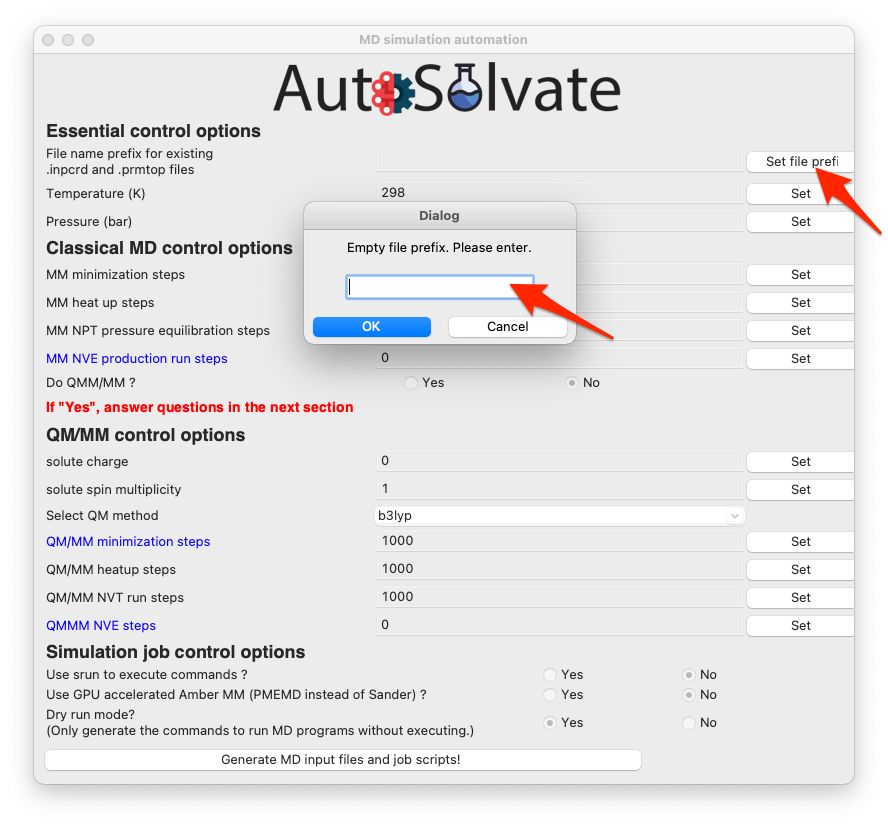 MD simulation automation
AutoSolvate
Essential control options
File name prefix for existing
.inpcrd and .prmtop files
Set file prefi
Temperature (K)
298
Set
Pressure (bar)
Set
Dialog
Empty file prefix. Please enter.
OK
Cancel
Classical MD control options
MM minimization steps
Set
MM heat up steps
Set
MM NPT pressure equilibration steps
Set
MM NVE production run steps
0
Set
Do QMM/MM ?
Yes
No
If "Yes", answer questions in the next section
QM/MM control options
solute charge
0
Set
solute spin multiplicity
1
Set
Select QM method
b3lyp
QM/MM minimization steps
1000
Set
QM/MM heatup steps
1000
Set
QM/MM NVT run steps
1000
Set
QMMM NVE steps
0
Set
Simulation job control options
Use srun to execute commands ?
Yes
No
Use GPU accelerated Amber MM (PMEMD instead of Sander) ?
Yes
No
Dry run mode?
(Only generate the commands to run MD programs without executing.)
Yes
No
Generate MD input files and job scripts!